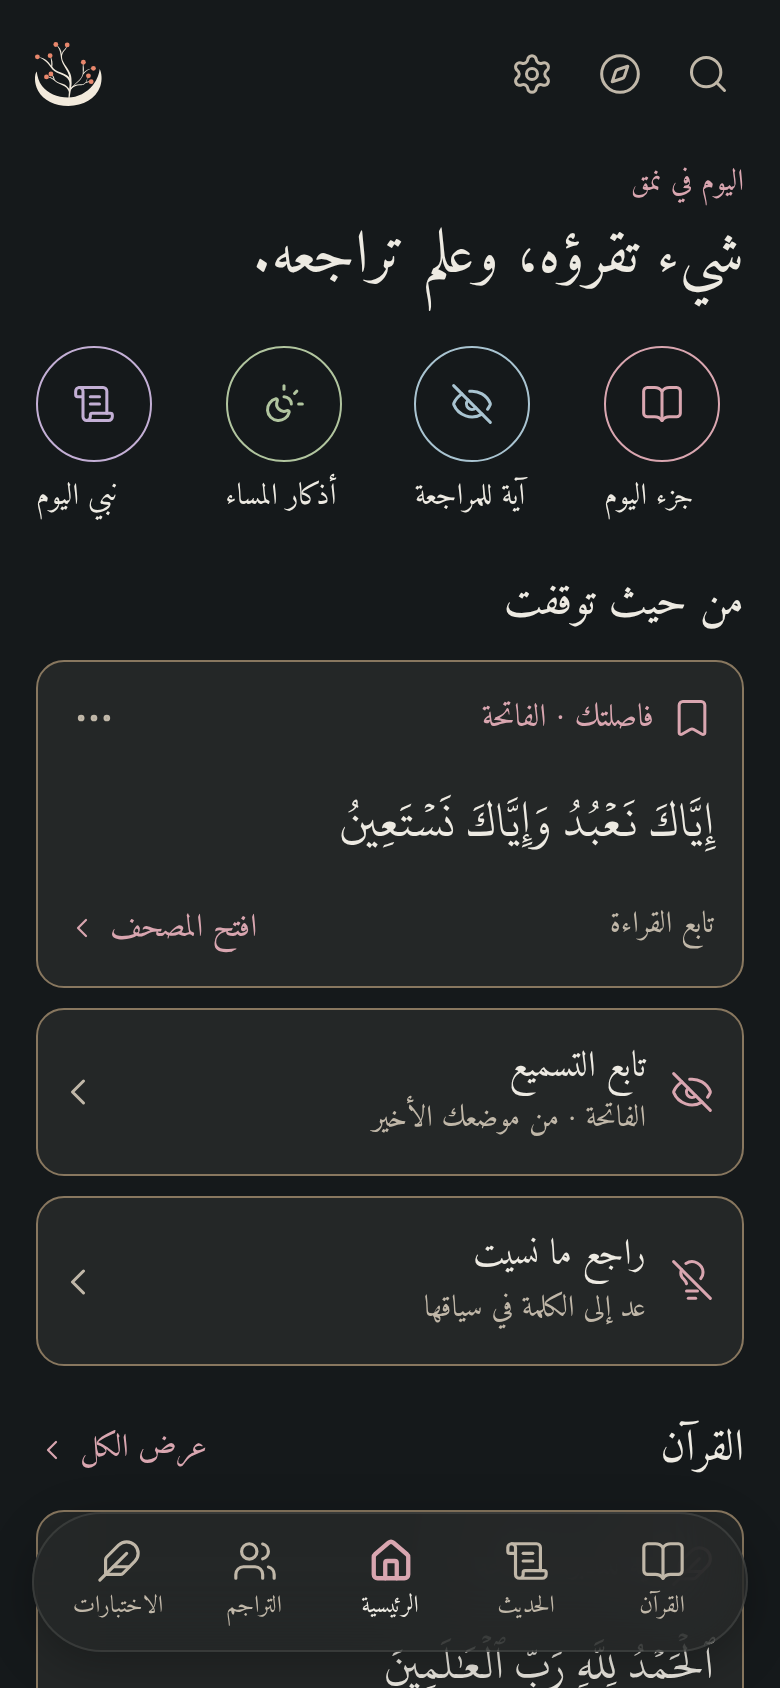 اليوم في نمق
شيء تقرؤه، وعلم تراجعه.
جزء اليوم
آية للمراجعة
أذكار المساء
نبي اليوم
من حيث توقفت
فاصلتك · الفاتحة
إِيَّاكَ نَعۡبُدُ وَإِيَّاكَ نَسۡتَعِينُ
تابع القراءة
افتح المصحف
تابع التسميع
الفاتحة · من موضعك الأخير
راجع ما نسيت
عد إلى الكلمة في سياقها
القرآن
عرض الكل
القرآن
الحديث
الرئيسية
التراجم
الاختبارات
ٱلۡحَمۡدُ لِلَّهِ رَبِّ ٱلۡعَٰلَمِينَ